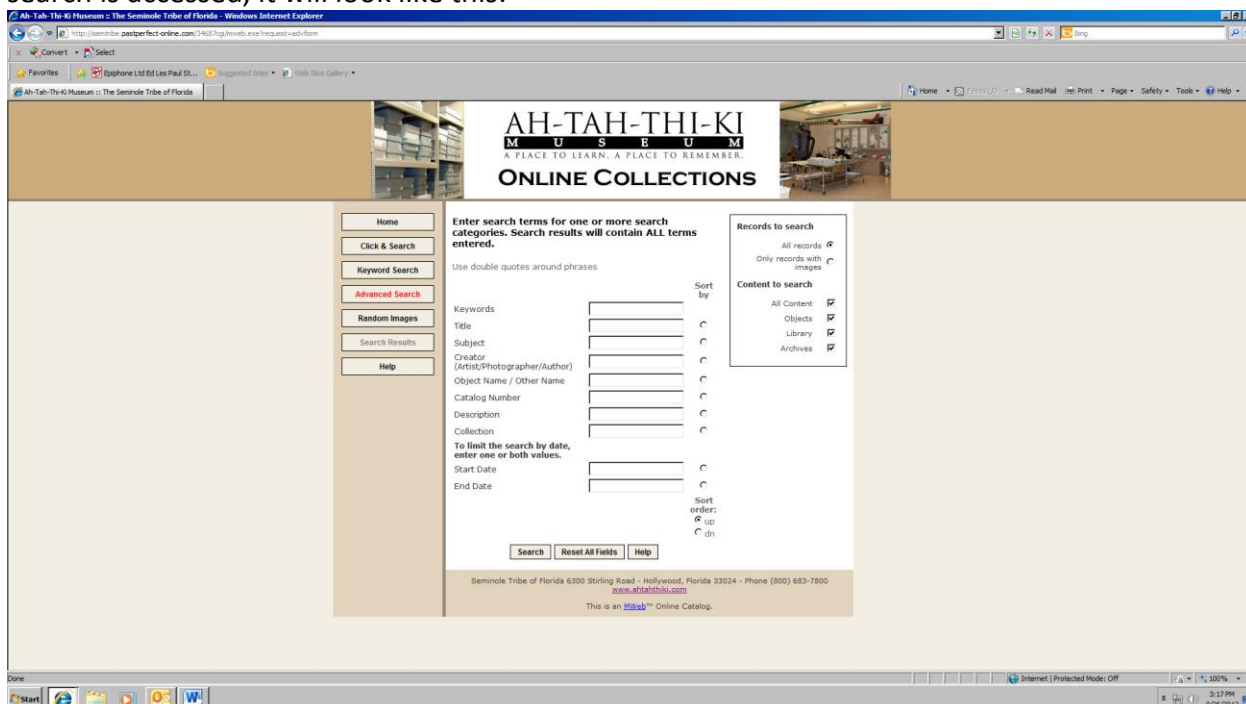 search is accessed, it will look like this:
Ah-Tah-Thi-Ki Museum :: The Seminole Tribe of Florida - Windows Internet Explorer
http://semtribe.pastperfect-online.com/34687cgi/mweb.exe?request=advform
Bing
x Convert Select
Favorites Epiphone Ltd Ed Les Paul St... Suggested Sites Web Slice Gallery
Ah-Tah-Thi-Ki Museum :: The Seminole Tribe of Florida
Home Feeds (J) Read Mail Print Page Safety Tools Help
AH-TAH-THI-KI
MUSEUM
A PLACE TO LEARN. A PLACE TO REMEMBER.
ONLINE COLLECTIONS
Home
Click & Search
Keyword Search
Advanced Search
Random Images
Search Results
Help
Enter search terms for one or more search
categories. Search results will contain ALL terms
entered.
Use double quotes around phrases
Sort
by
Keywords
Title
Subject
Creator
(Artist/Photographer/Author)
Object Name / Other Name
Catalog Number
Description
Collection
To limit the search by date,
enter one or both values.
Start Date
End Date
Sort
order:
up
dn
Search Reset All Fields Help
Records to search
All records
Only records with
images
Content to search
All Content
Objects
Library
Archives
Seminole Tribe of Florida 6300 Stirling Road - Hollywood, Florida 33024 - Phone (800) 683-7800
www.ahtahthiki.com
This is an MWeb™ Online Catalog.
Done
Internet | Protected Mode: Off
100%
Start
3:17 PM